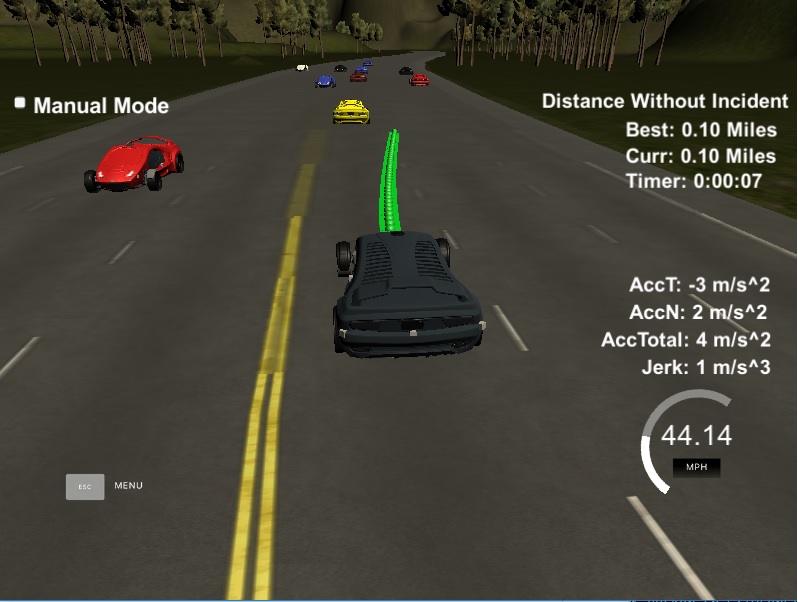 Manual Mode
Distance Without Incident
Best: 0.10 Miles
Curr: 0.10 Miles
Timer: 0:00:07
AccT: -3 m/s^2
AccN: 2 m/s^2
AccTotal: 4 m/s^2
Jerk: 1 m/s^3
44.14
MPH
ESC MENU